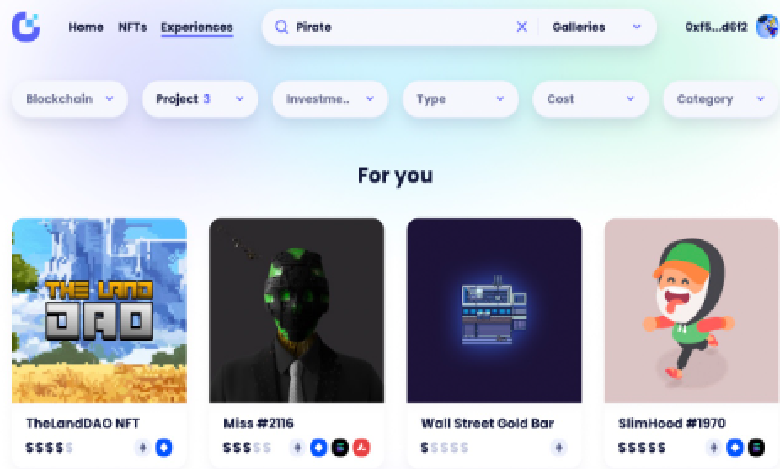 Home NFTs Experiences Pirate Galleries 0xf5...d6f2
Blockchain Project 3 Investme.. Type Cost Category
For you
THE LAND
DAO
TheLandDAO NFT Miss #2116 Wall Street Gold Bar SlimHood #1970
$$$$$ $$$$$ $$$$$ $$$$$